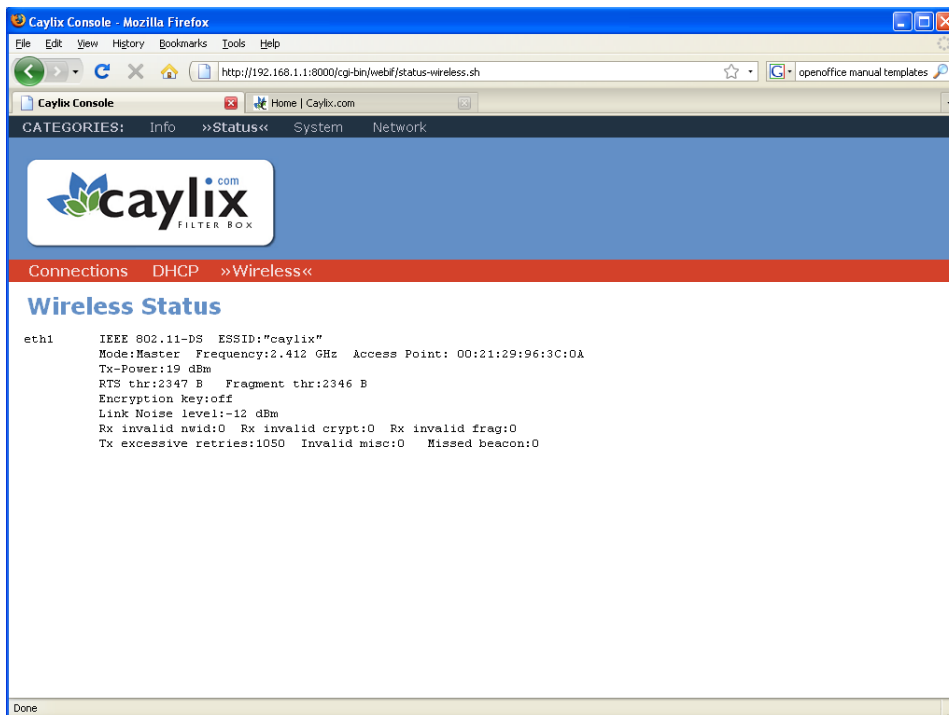 Caylix Console - Mozilla Firefox
File Edit View History Bookmarks Tools Help
http://192.168.1.1:8000/cgi-bin/webif/status-wireless.sh
openoffice manual templates
Caylix Console
Home | Caylix.com
CATEGORIES: Info »Status« System Network
.com
caylix
FILTER BOX
Connections DHCP »Wireless«
Wireless Status
eth1 IEEE 802.11-DS ESSID:"caylix"
Mode:Master Frequency:2.412 GHz Access Point: 00:21:29:96:3C:0A
Tx-Power:19 dBm
RTS thr:2347 B Fragment thr:2346 B
Encryption key:off
Link Noise level:-12 dBm
Rx invalid nwid:0 Rx invalid crypt:0 Rx invalid frag:0
Tx excessive retries:1050 Invalid misc:0 Missed beacon:0
Done